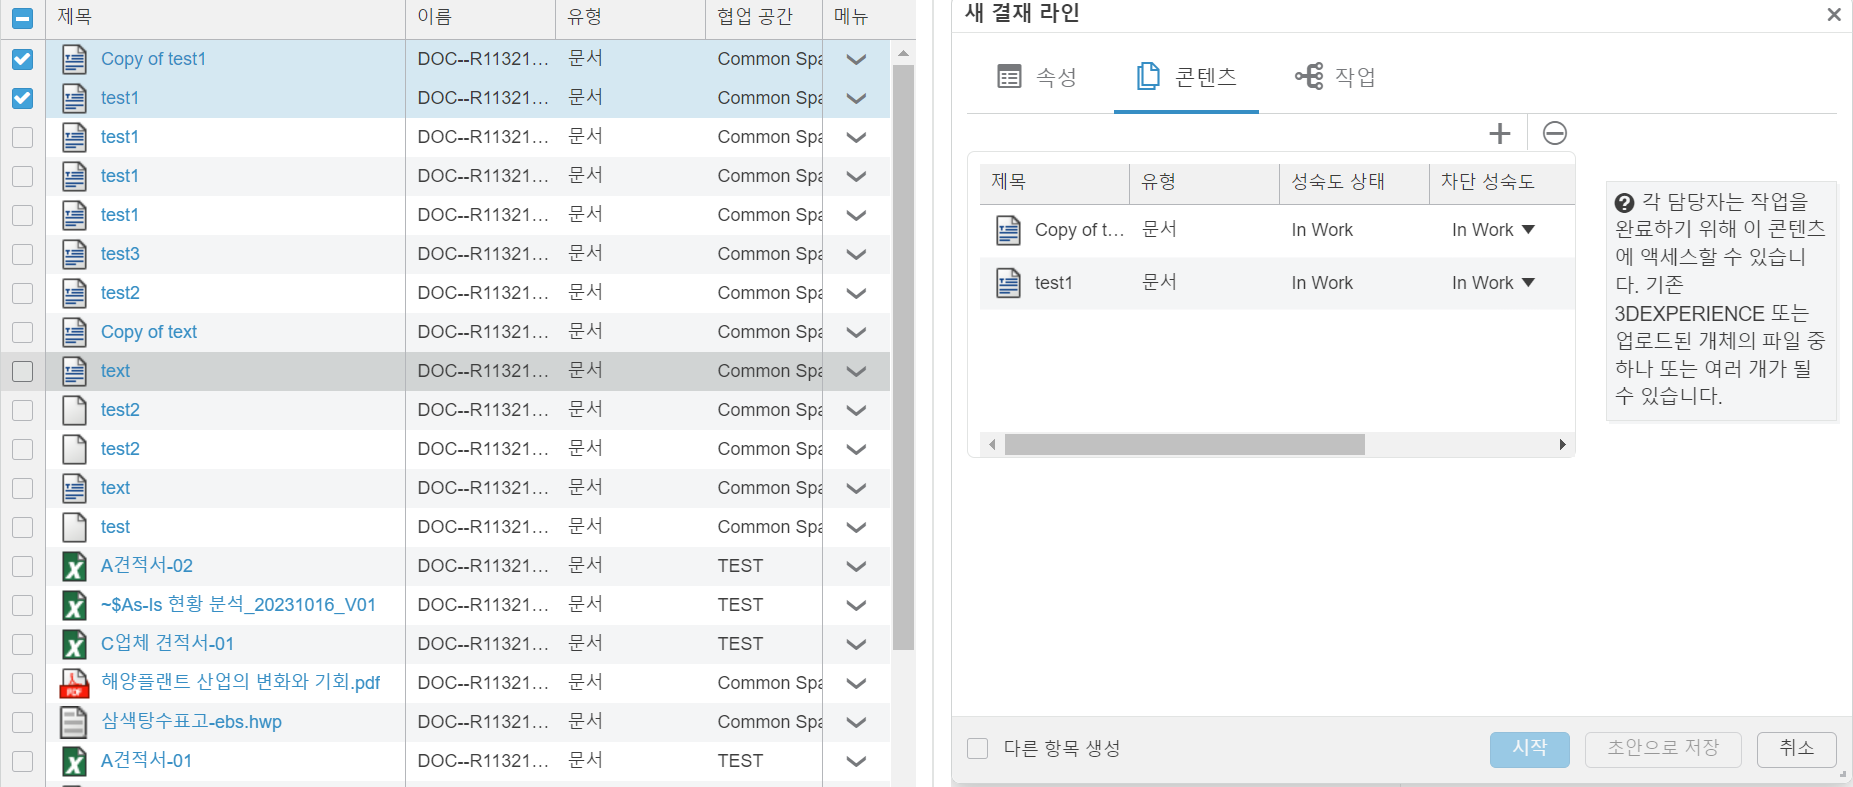 제목 이름 유형 협업 공간 메뉴
Copy of test1 DOC--R11321... 문서 Common Spa
test1 DOC--R11321... 문서 Common Spa
test1 DOC--R11321... 문서 Common Spa
test1 DOC--R11321... 문서 Common Spa
test1 DOC--R11321... 문서 Common Spa
test3 DOC--R11321... 문서 Common Spa
test2 DOC--R11321... 문서 Common Spa
Copy of text DOC--R11321... 문서 Common Spa
text DOC--R11321... 문서 Common Spa
test2 DOC--R11321... 문서 Common Spa
test2 DOC--R11321... 문서 Common Spa
text DOC--R11321... 문서 Common Spa
test DOC--R11321... 문서 Common Spa
A견적서-02 DOC--R11321... 문서 TEST
~$As-Is 현황 분석_20231016_V01 DOC--R11321... 문서 TEST
C업체 견적서-01 DOC--R11321... 문서 TEST
해양플랜트 산업의 변화와 기회.pdf DOC--R11321... 문서 Common Spa
삼색탕수표고-ebs.hwp DOC--R11321... 문서 Common Spa
A견적서-01 DOC--R11321... 문서 TEST
새 결재 라인
속성 콘텐츠 작업
제목 유형 성숙도 상태 차단 성숙도
Copy of t... 문서 In Work In Work
test1 문서 In Work In Work
각 담당자는 작업을
완료하기 위해 이 콘텐츠
에 액세스할 수 있습니
다. 기존
3DEXPERIENCE 또는
업로드된 개체의 파일 중
하나 또는 여러 개가 될
수 있습니다.
다른 항목 생성 시작 초안으로 저장 취소